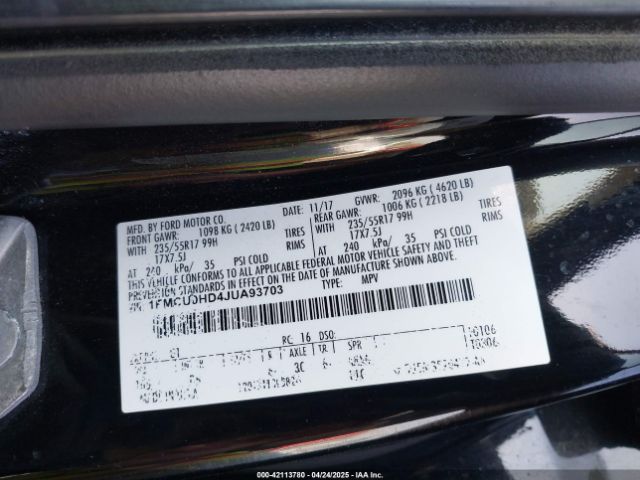 MFD. BY FORD MOTOR CO.
DATE: 11/17 GVWR: 2096 KG ( 4620 LB)
FRONT GAWR: 1098 KG ( 2420 LB) REAR GAWR: 1006 KG ( 2218 LB)
WITH 235/55R17 99H TIRES WITH 235/55R17 99H TIRES
17X7.5J RIMS 17X7.5J RIMS
AT 240 kPa/ 35 PSI COLD AT 240 kPa/ 35 PSI COLD
THIS VEHICLE CONFORMS TO ALL APPLICABLE FEDERAL MOTOR VEHICLE SAFETY AND THEFT
PREVENTION STANDARDS IN EFFECT ON THE DATE OF MANUFACTURE SHOWN ABOVE.
1FMCU0HD4JUA93703 TYPE: MPV
RC: 16 DSO:
AXLE TR SPR
3C
000-42113780 - 04/24/2025 - IAA Inc.